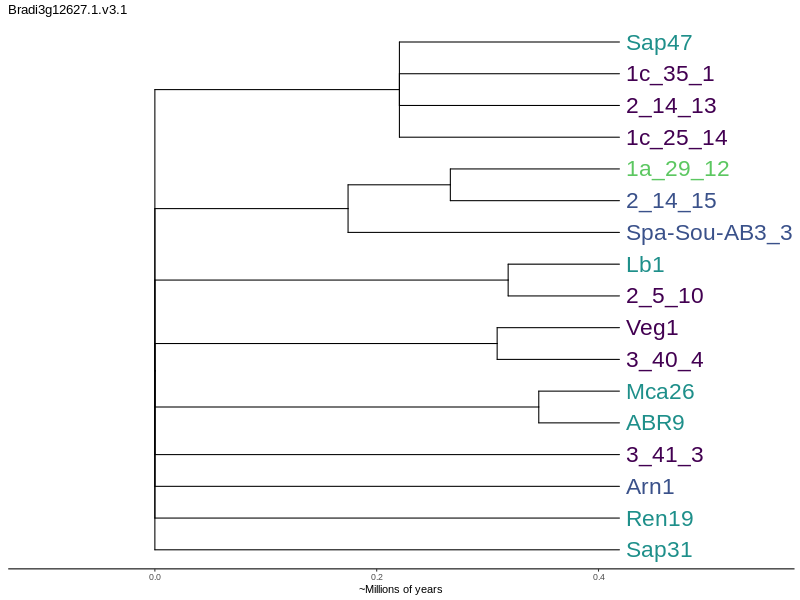 Bradi3g12627.1.v3.1
Sap47
1c_35_1
2_14_13
1c_25_14
1a_29_12
2_14_15
Spa-Sou-AB3_3
Lb1
2_5_10
Veg1
3_40_4
Mca26
ABR9
3_41_3
Arn1
Ren19
Sap31
0.0 0.2 0.4
~Millions of years